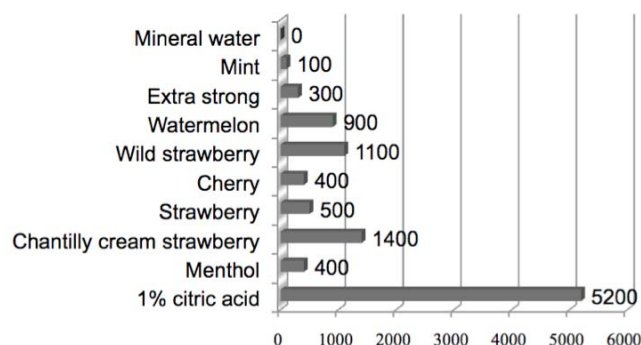 Mineral water 0
Mint 100
Extra strong 300
Watermelon 900
Wild strawberry 1100
Cherry 400
Strawberry 500
Chantilly cream strawberry 1400
Menthol 400
1% citric acid 5200
0 1000 2000 3000 4000 5000 6000